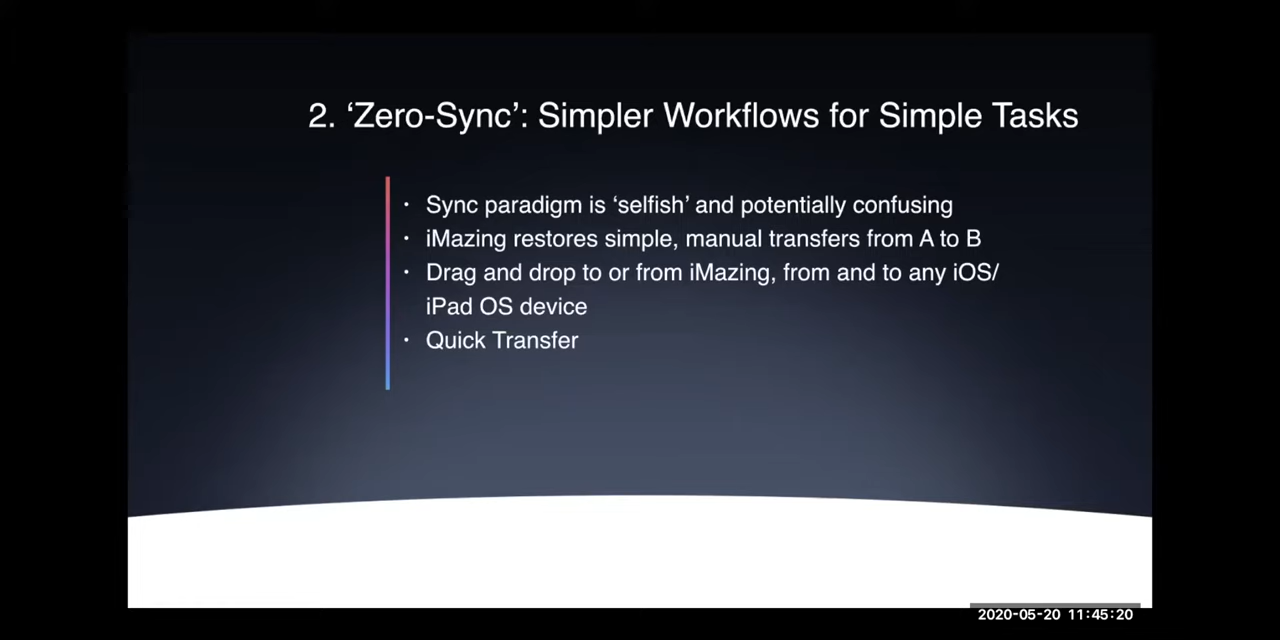 2. ‘Zero-Sync’: Simpler Workflows for Simple Tasks
· Sync paradigm is ‘selfish’ and potentially confusing
· iMazing restores simple, manual transfers from A to B
· Drag and drop to or from iMazing, from and to any iOS/
iPad OS device
· Quick Transfer
2020-05-20 11:45:20